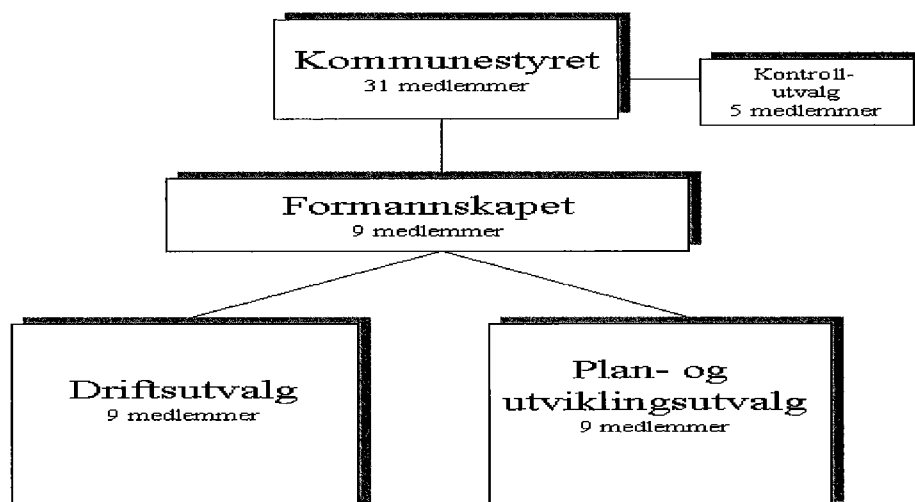 Kommunestyret
31 medlemmer
Kontroll-
utvalg
5 medlemmer
Formannskapet
9 medlemmer
Driftsutvalg
9 medlemmer
Plan- og
utviklingsutvalg
9 medlemmer